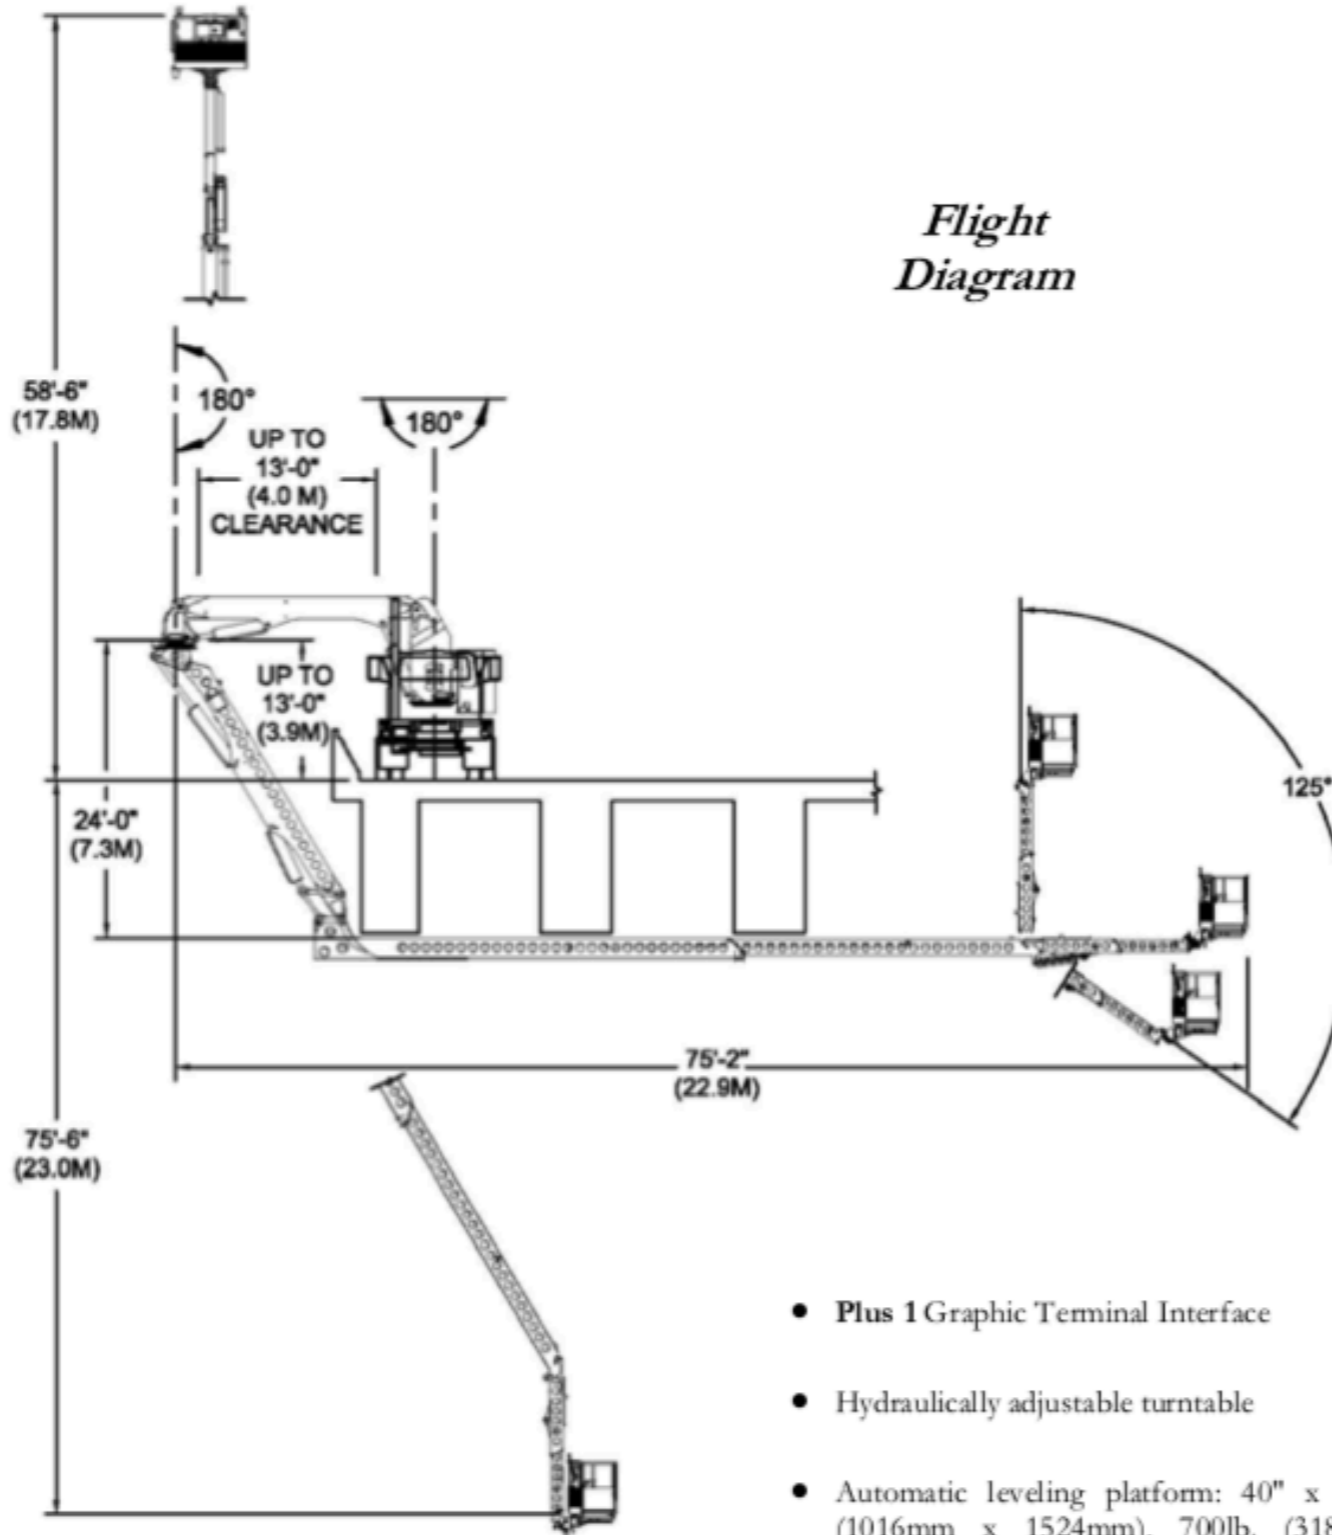 Flight
Diagram
58'-6"
(17.8M)
180°
180°
UP TO
13'-0"
(4.0 M)
CLEARANCE
UP TO
13'-0"
(3.9M)
24'-0"
(7.3M)
125°
75'-2"
(22.9M)
75'-6"
(23.0M)
● Plus 1 Graphic Terminal Interface
● Hydraulically adjustable turntable
● Automatic leveling platform: 40" x
(1016mm x 1524mm), 700lb. (318